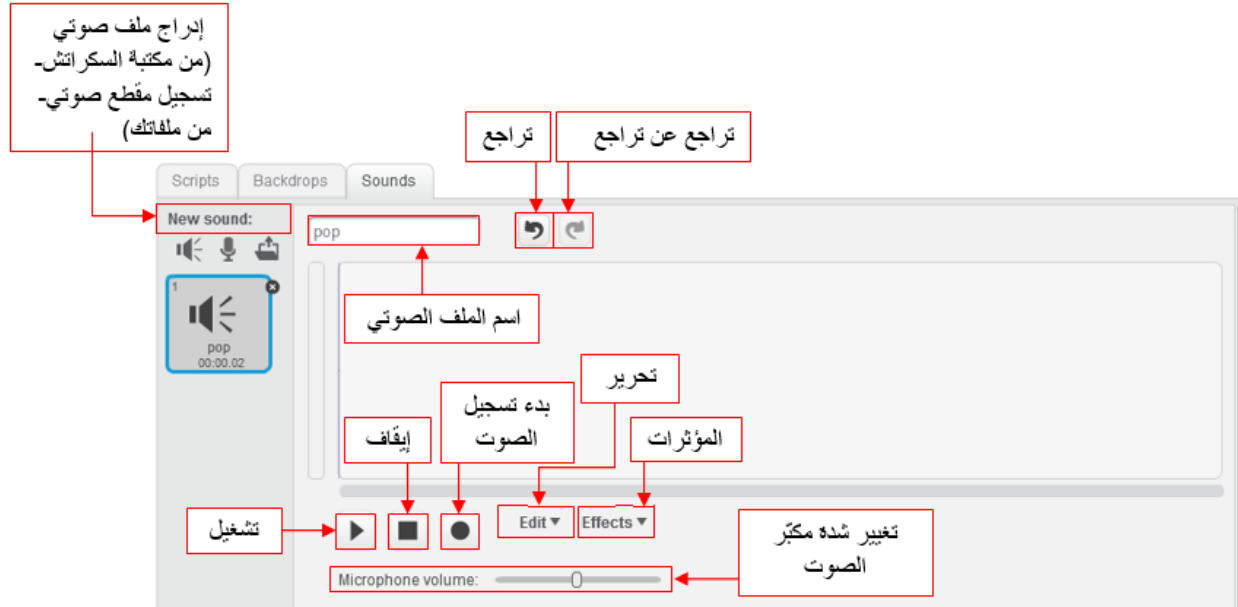 إدراج ملف صوتي
(من مكتبة السكراتش-
تسجيل مقطع صوتي-
من ملفاتك)
تراجع
تراجع عن تراجع
Scripts
Backdrops
Sounds
New sound:
pop
1
pop
00:00.02
اسم الملف الصوتي
تحرير
بدء تسجيل
الصوت
إيقاف
المؤثرات
تشغيل
Edit
Effects
تغيير شده مكبّر
الصوت
Microphone volume: